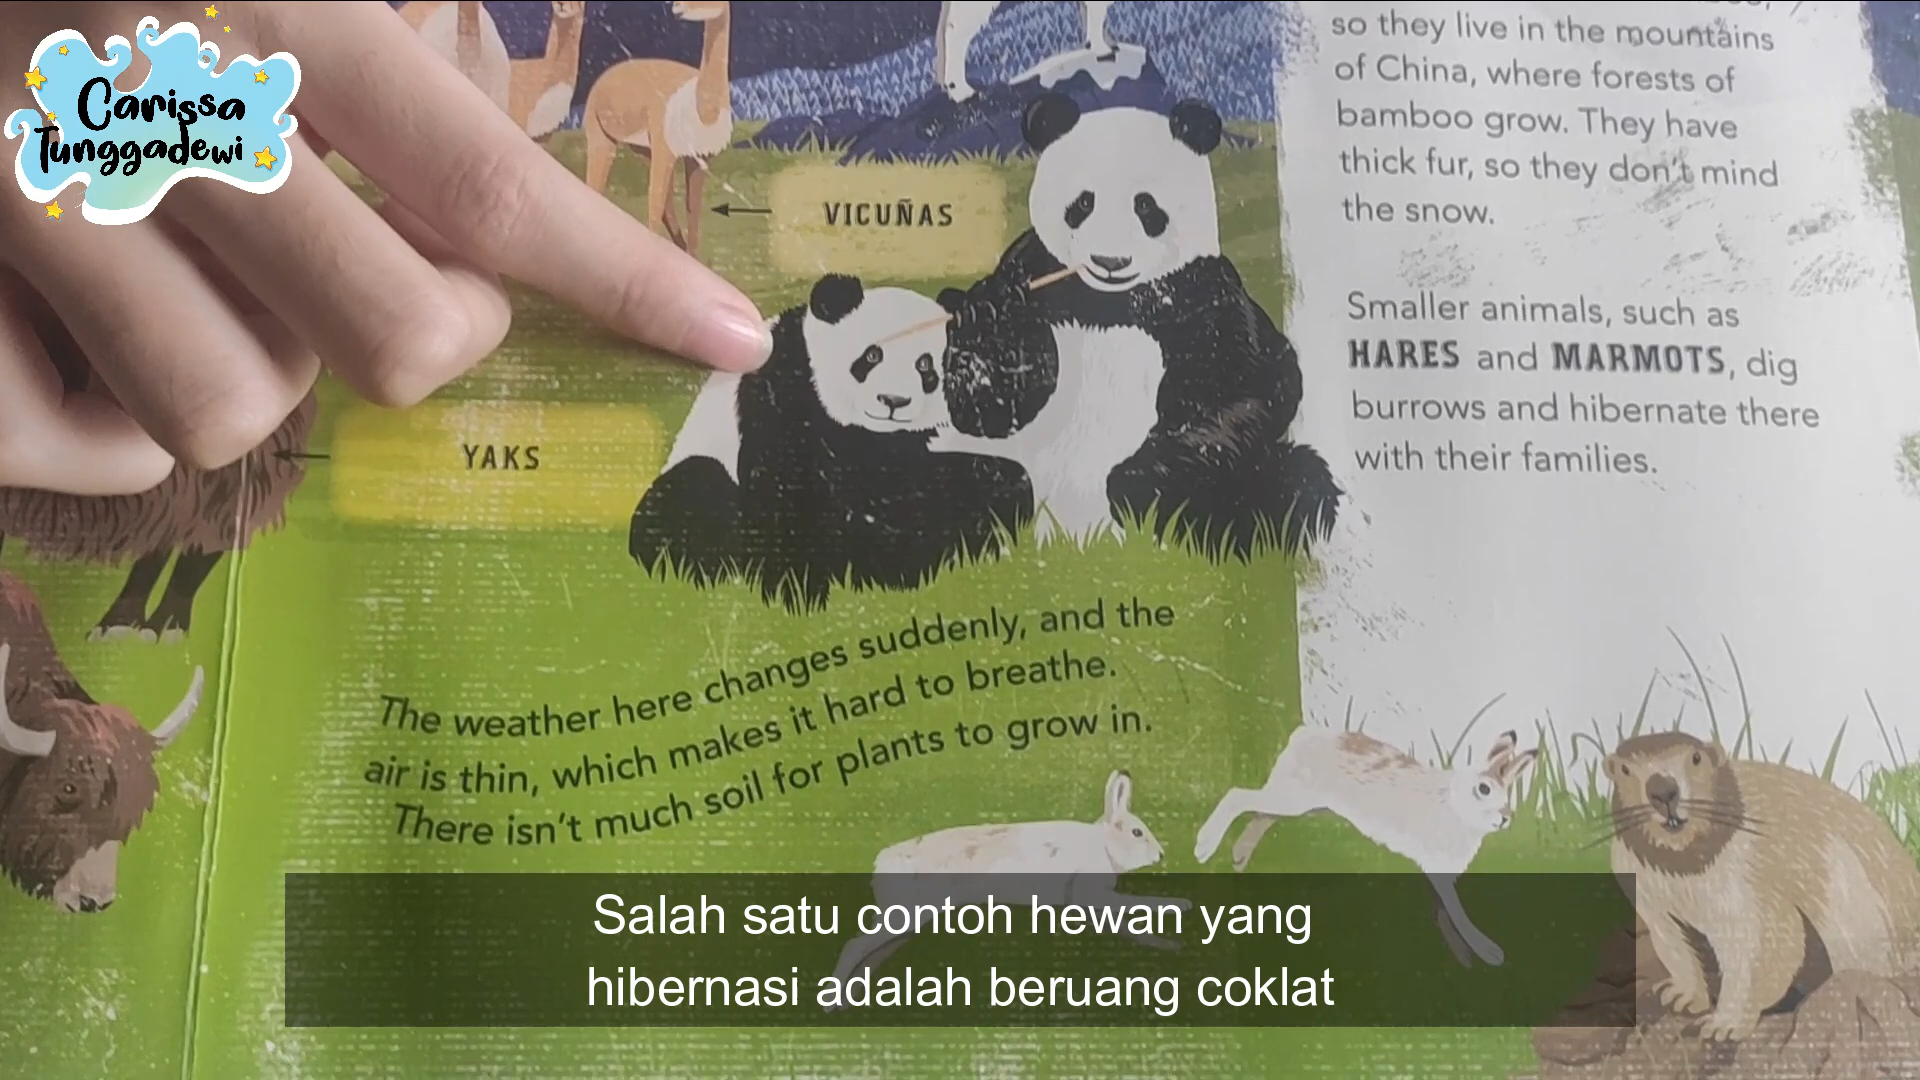 Carissa
Tunggadewi
so they live in the mountains
of China, where forests of
bamboo grow. They have
thick fur, so they don't mind
the snow.
VICUÑAS
Smaller animals, such as
HARES and MARMOTS, dig
burrows and hibernate there
with their families.
YAKS
The weather here changes suddenly, and the
air is thin, which makes it hard to breathe.
There isn't much soil for plants to grow in.
Salah satu contoh hewan yang
hibernasi adalah beruang coklat